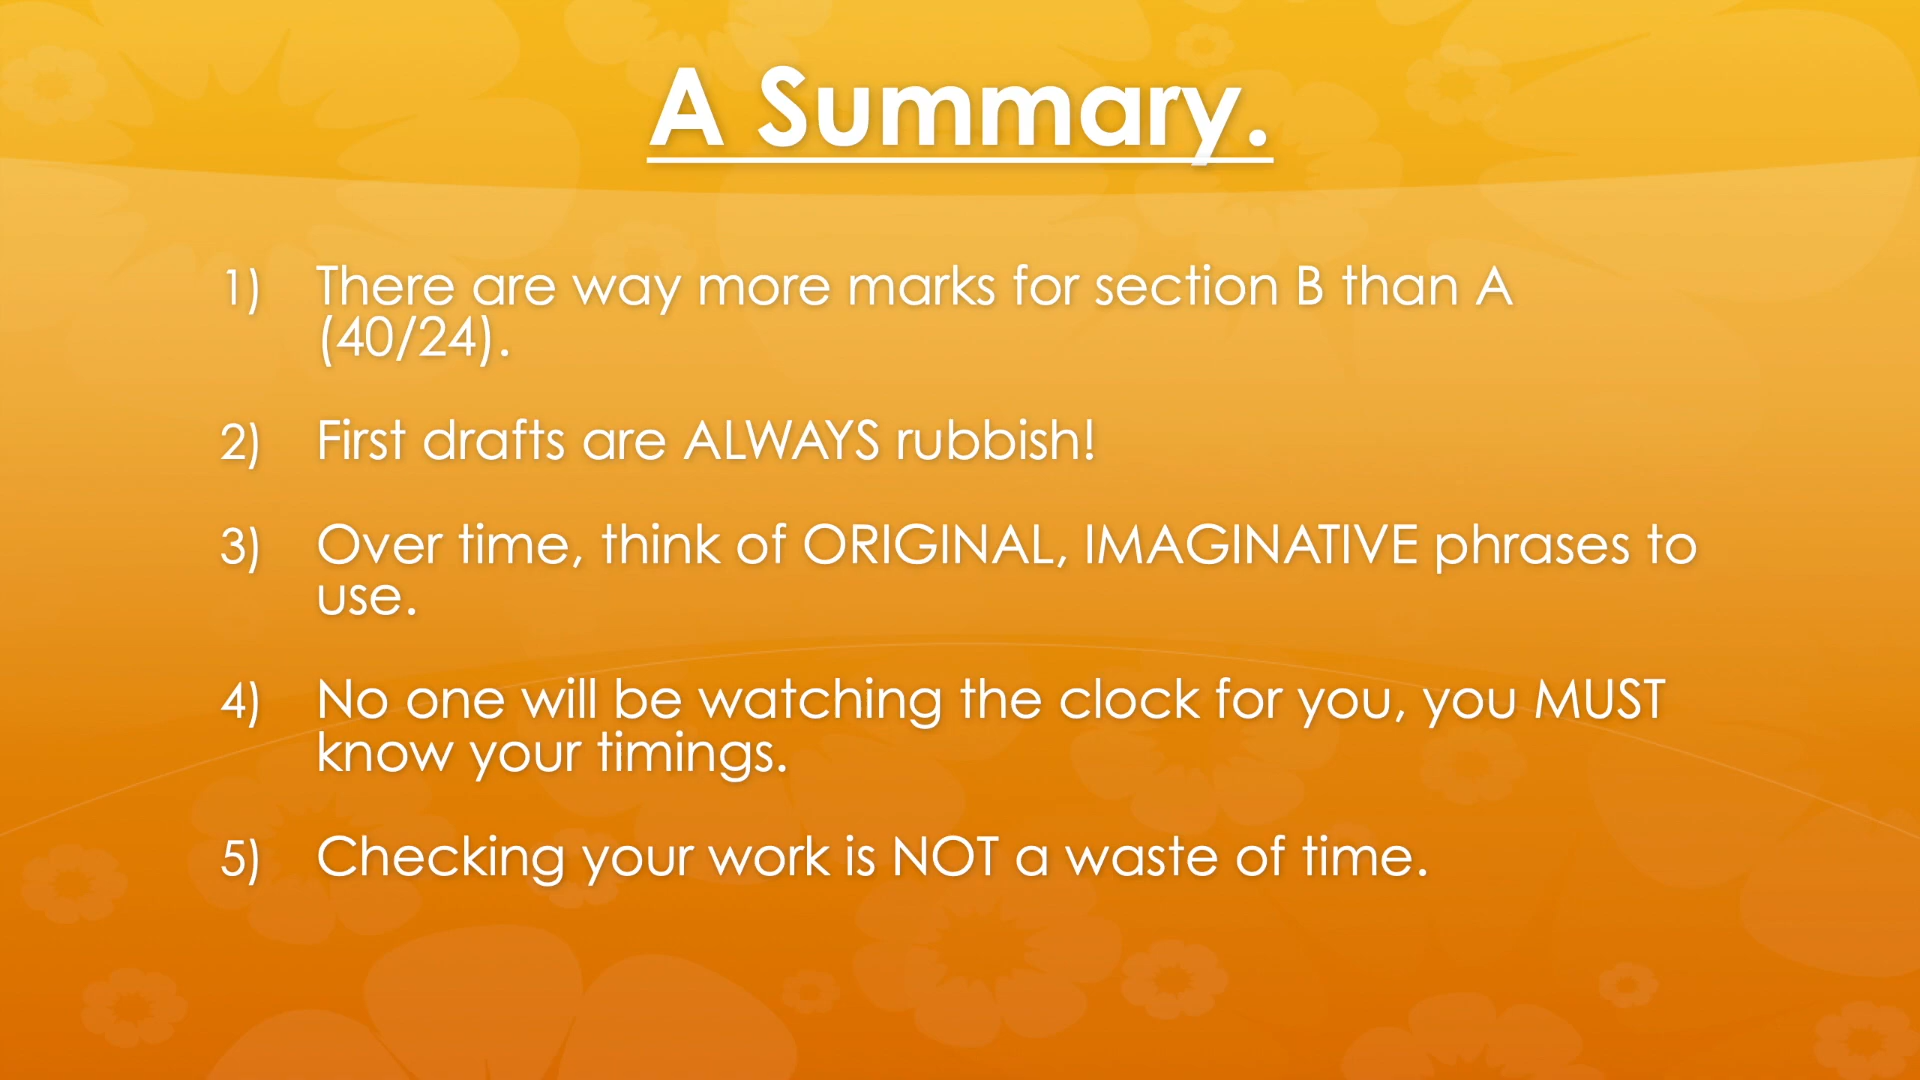 A Summary.
1) There are way more marks for section B than A
(40/24).
2) First drafts are ALWAYS rubbish!
3) Over time, think of ORIGINAL, IMAGINATIVE phrases to
use.
4) No one will be watching the clock for you, you MUST
know your timings.
5) Checking your work is NOT a waste of time.